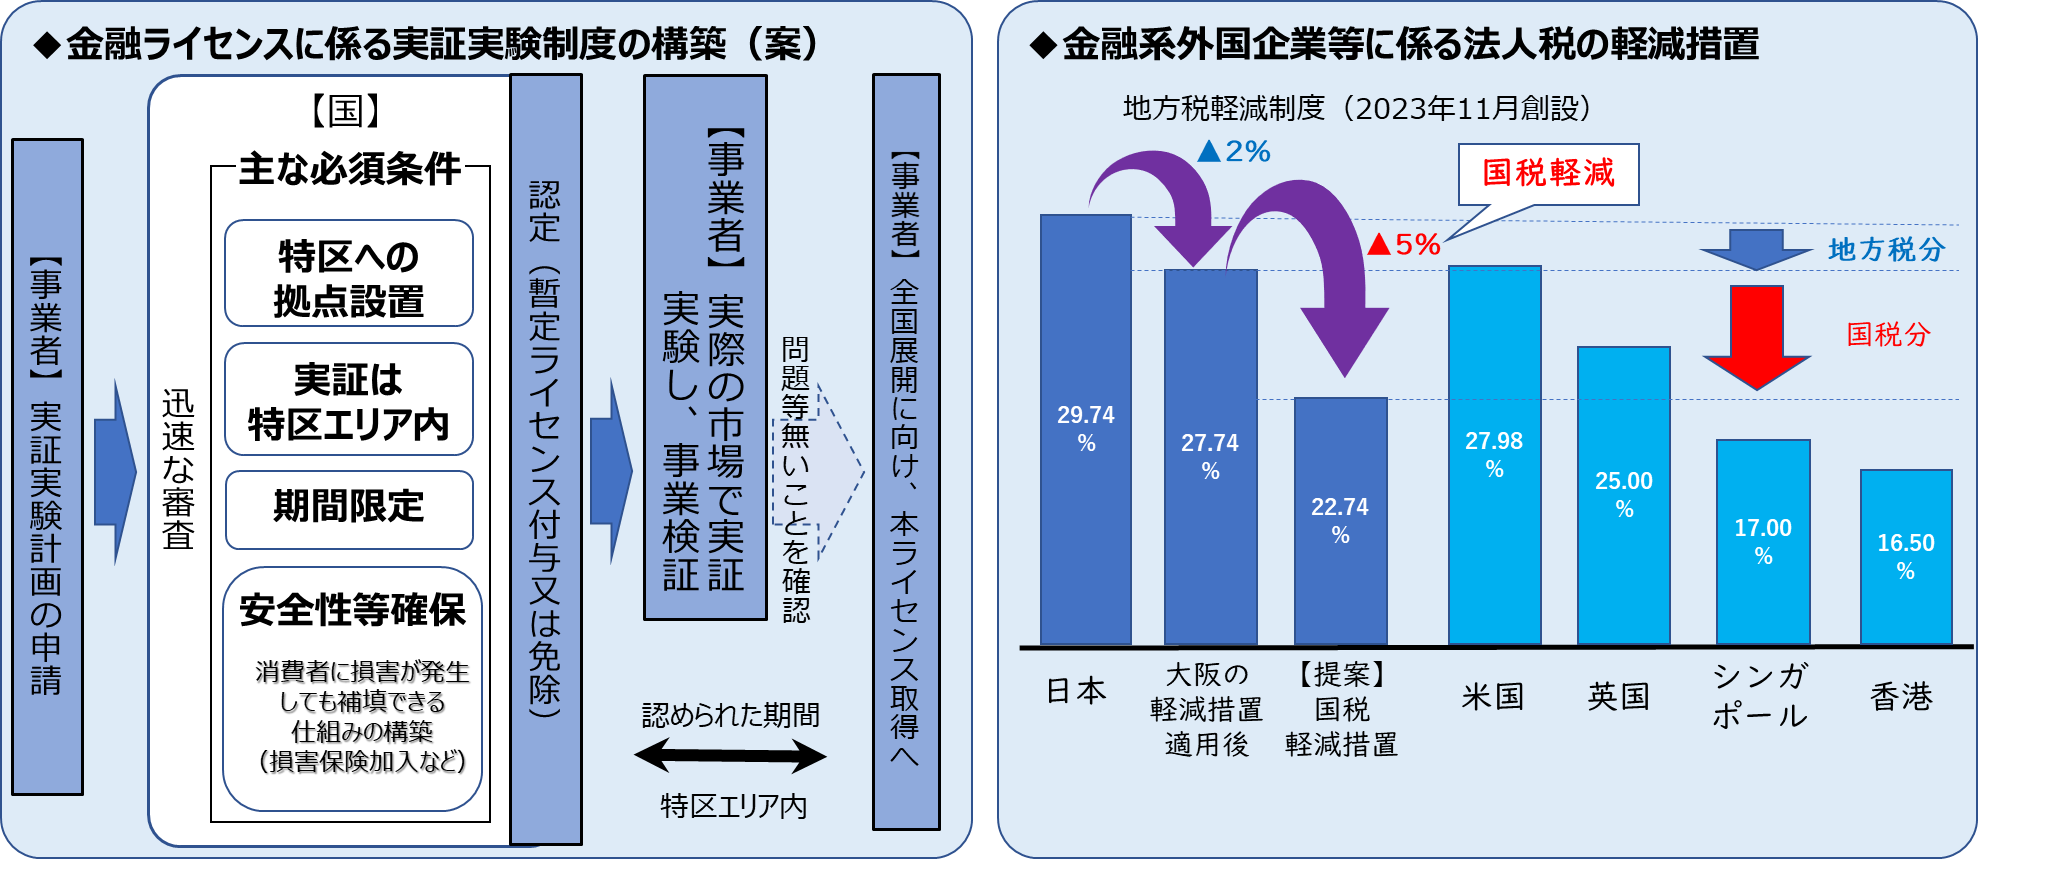 ◆金融ライセンスに係る実証実験制度の構築（案）
【事業者】実証実験計画の申請
迅速な審査
【国】
主な必須条件
特区への
拠点設置
実証は
特区エリア内
期間限定
安全性等確保
消費者に損害が発生
しても補填できる
仕組みの構築
（損害保険加入など）
認定（暫定ライセンス付与又は免除）
【事業者】実際の市場で実証
実験し、事業検証
問題等無いことを確認
認められた期間
特区エリア内
【事業者】全国展開に向け、本ライセンス取得へ
◆金融系外国企業等に係る法人税の軽減措置
地方税軽減制度（2023年11月創設）
▲2%
国税軽減
▲5%
地方税分
国税分
29.74
%
27.74
%
22.74
%
27.98
%
25.00
%
17.00
%
16.50
%
日本
大阪の
軽減措置
適用後
【提案】
国税
軽減措置
米国
英国
シンガ
ポール
香港